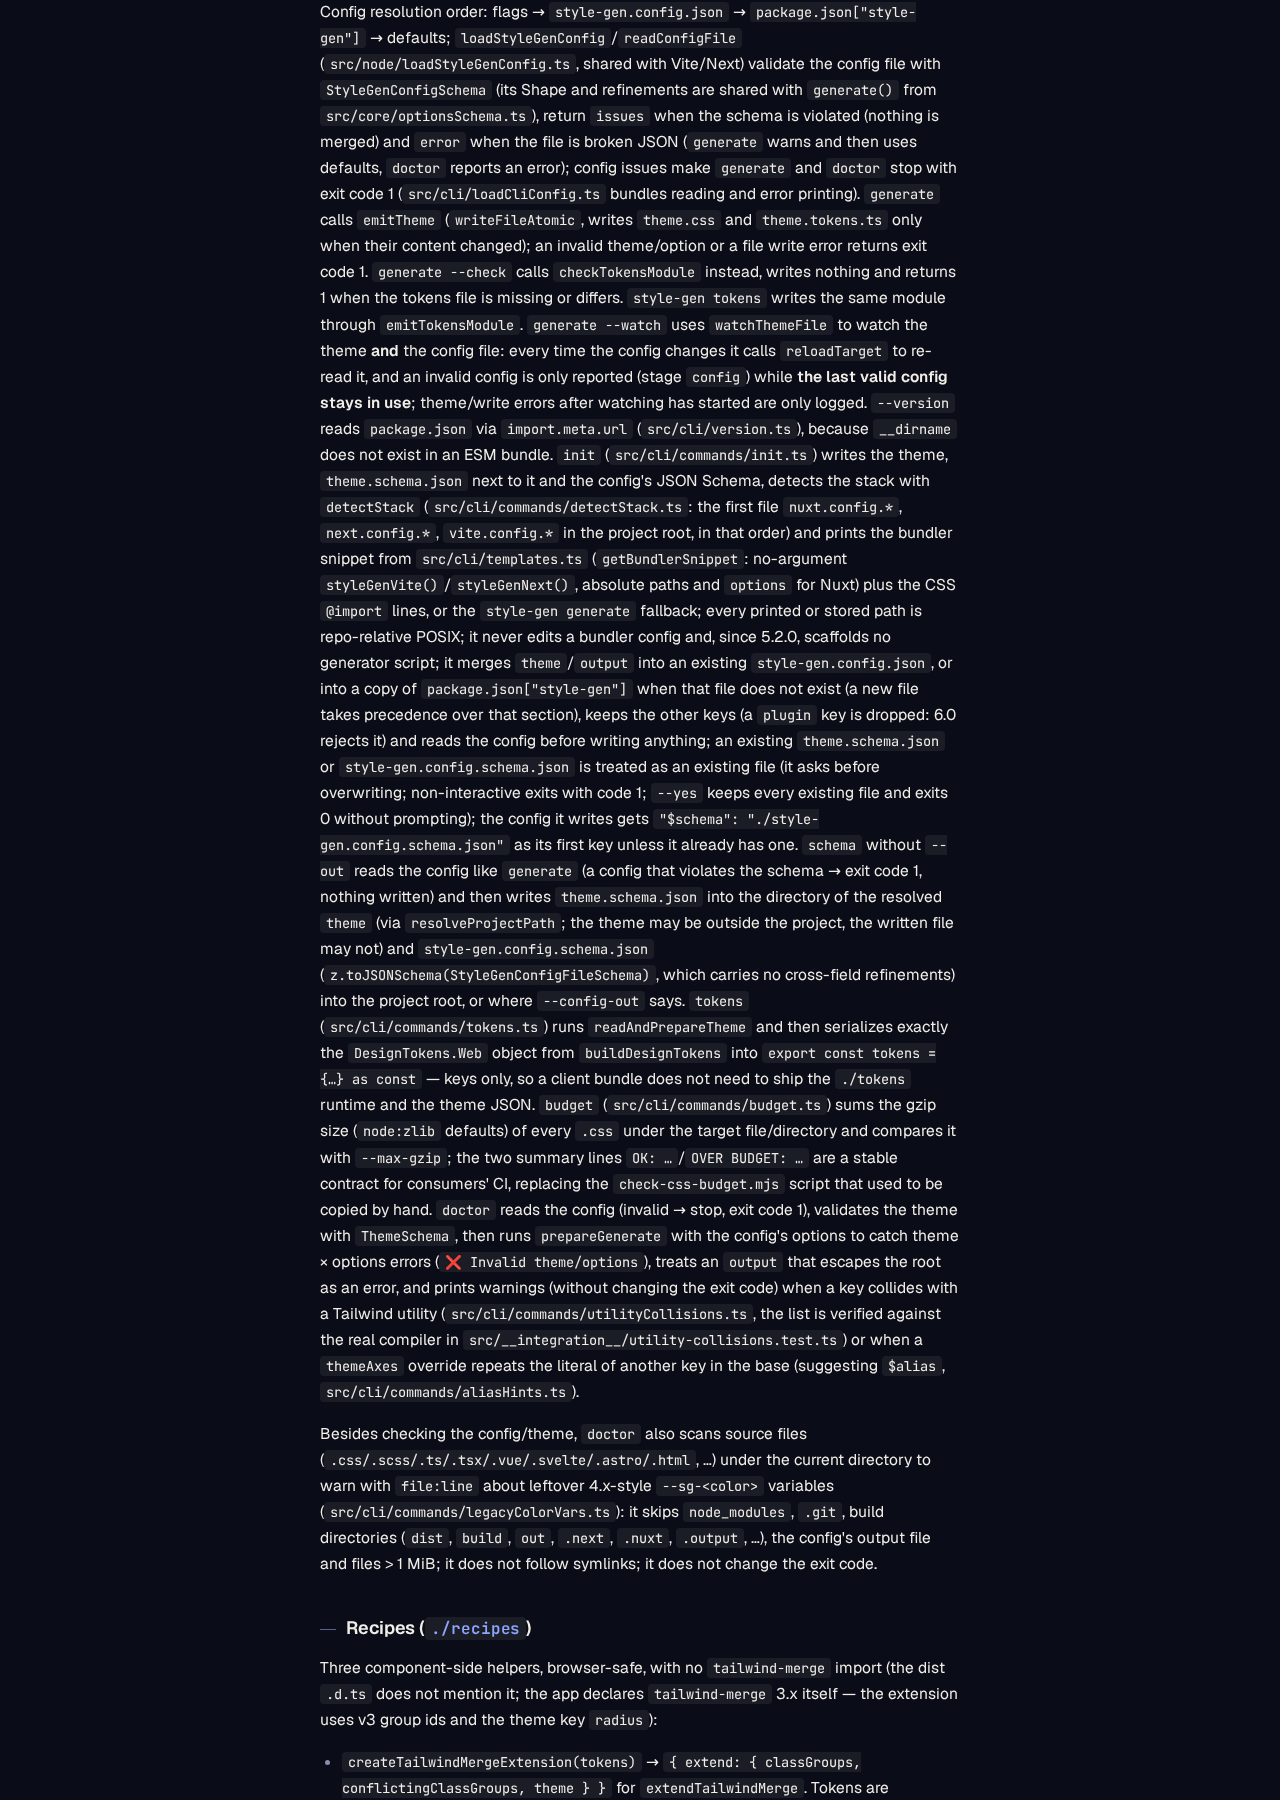 Config resolution order: flags → style-gen.config.json → package.json["style-
gen"] → defaults; loadStyleGenConfig / readConfigFile
( src/node/loadStyleGenConfig.ts , shared with Vite/Next) validate the config file with
StyleGenConfigSchema (its Shape and refinements are shared with generate() from
src/core/optionsSchema.ts ), return issues when the schema is violated (nothing is
merged) and error when the file is broken JSON ( generate warns and then uses
defaults, doctor reports an error); config issues make generate and doctor stop with
exit code 1 ( src/cli/loadCliConfig.ts bundles reading and error printing). generate
calls emitTheme ( writeFileAtomic , writes theme.css and theme.tokens.ts only
when their content changed); an invalid theme/option or a file write error returns exit
code 1. generate --check calls checkTokensModule instead, writes nothing and returns
1 when the tokens file is missing or differs. style-gen tokens writes the same module
through emitTokensModule . generate --watch uses watchThemeFile to watch the
theme and the config file: every time the config changes it calls reloadTarget to re-
read it, and an invalid config is only reported (stage config ) while the last valid config
stays in use; theme/write errors after watching has started are only logged. --version
reads package.json via import.meta.url ( src/cli/version.ts ), because __dirname
does not exist in an ESM bundle. init ( src/cli/commands/init.ts ) writes the theme,
theme.schema.json next to it and the config's JSON Schema, detects the stack with
detectStack ( src/cli/commands/detectStack.ts : the first file nuxt.config.* ,
next.config.* , vite.config.* in the project root, in that order) and prints the bundler
snippet from src/cli/templates.ts ( getBundlerSnippet : no-argument
styleGenVite() / styleGenNext() , absolute paths and options for Nuxt) plus the CSS
@import lines, or the style-gen generate fallback; every printed or stored path is
repo-relative POSIX; it never edits a bundler config and, since 5.2.0, scaffolds no
generator script; it merges theme / output into an existing style-gen.config.json , or
into a copy of package.json["style-gen"] when that file does not exist (a new file
takes precedence over that section), keeps the other keys (a plugin key is dropped: 6.0
rejects it) and reads the config before writing anything; an existing theme.schema.json
or style-gen.config.schema.json is treated as an existing file (it asks before
overwriting; non-interactive exits with code 1; --yes keeps every existing file and exits
0 without prompting); the config it writes gets "$schema": "./style-
gen.config.schema.json" as its first key unless it already has one. schema without --
out reads the config like generate (a config that violates the schema → exit code 1,
nothing written) and then writes theme.schema.json into the directory of the resolved
theme (via resolveProjectPath ; the theme may be outside the project, the written file
may not) and style-gen.config.schema.json
( z.toJSONSchema(StyleGenConfigFileSchema) , which carries no cross-field refinements)
into the project root, or where --config-out says. tokens
( src/cli/commands/tokens.ts ) runs readAndPrepareTheme and then serializes exactly
the DesignTokens.Web object from buildDesignTokens into export const tokens =
{…} as const — keys only, so a client bundle does not need to ship the ./tokens
runtime and the theme JSON. budget ( src/cli/commands/budget.ts ) sums the gzip
size ( node:zlib defaults) of every .css under the target file/directory and compares it
with --max-gzip ; the two summary lines OK: … / OVER BUDGET: … are a stable
contract for consumers' CI, replacing the check-css-budget.mjs script that used to be
copied by hand. doctor reads the config (invalid → stop, exit code 1), validates the theme
with ThemeSchema , then runs prepareGenerate with the config's options to catch theme
× options errors ( ❌ Invalid theme/options ), treats an output that escapes the root
as an error, and prints warnings (without changing the exit code) when a key collides with
a Tailwind utility ( src/cli/commands/utilityCollisions.ts , the list is verified against
the real compiler in src/__integration__/utility-collisions.test.ts ) or when a
themeAxes override repeats the literal of another key in the base (suggesting $alias ,
src/cli/commands/aliasHints.ts ).
Besides checking the config/theme, doctor also scans source files
( .css/.scss/.ts/.tsx/.vue/.svelte/.astro/.html , …) under the current directory to
warn with file:line about leftover 4.x-style --sg-<color> variables
( src/cli/commands/legacyColorVars.ts ): it skips node_modules , .git , build
directories ( dist , build , out , .next , .nuxt , .output , …), the config's output file
and files > 1 MiB; it does not follow symlinks; it does not change the exit code.
— Recipes ( ./recipes )
Three component-side helpers, browser-safe, with no tailwind-merge import (the dist
.d.ts does not mention it; the app declares tailwind-merge 3.x itself — the extension
uses v3 group ids and the theme key radius ):
• createTailwindMergeExtension(tokens) → { extend: { classGroups,
conflictingClassGroups, theme } } for extendTailwindMerge . Tokens are